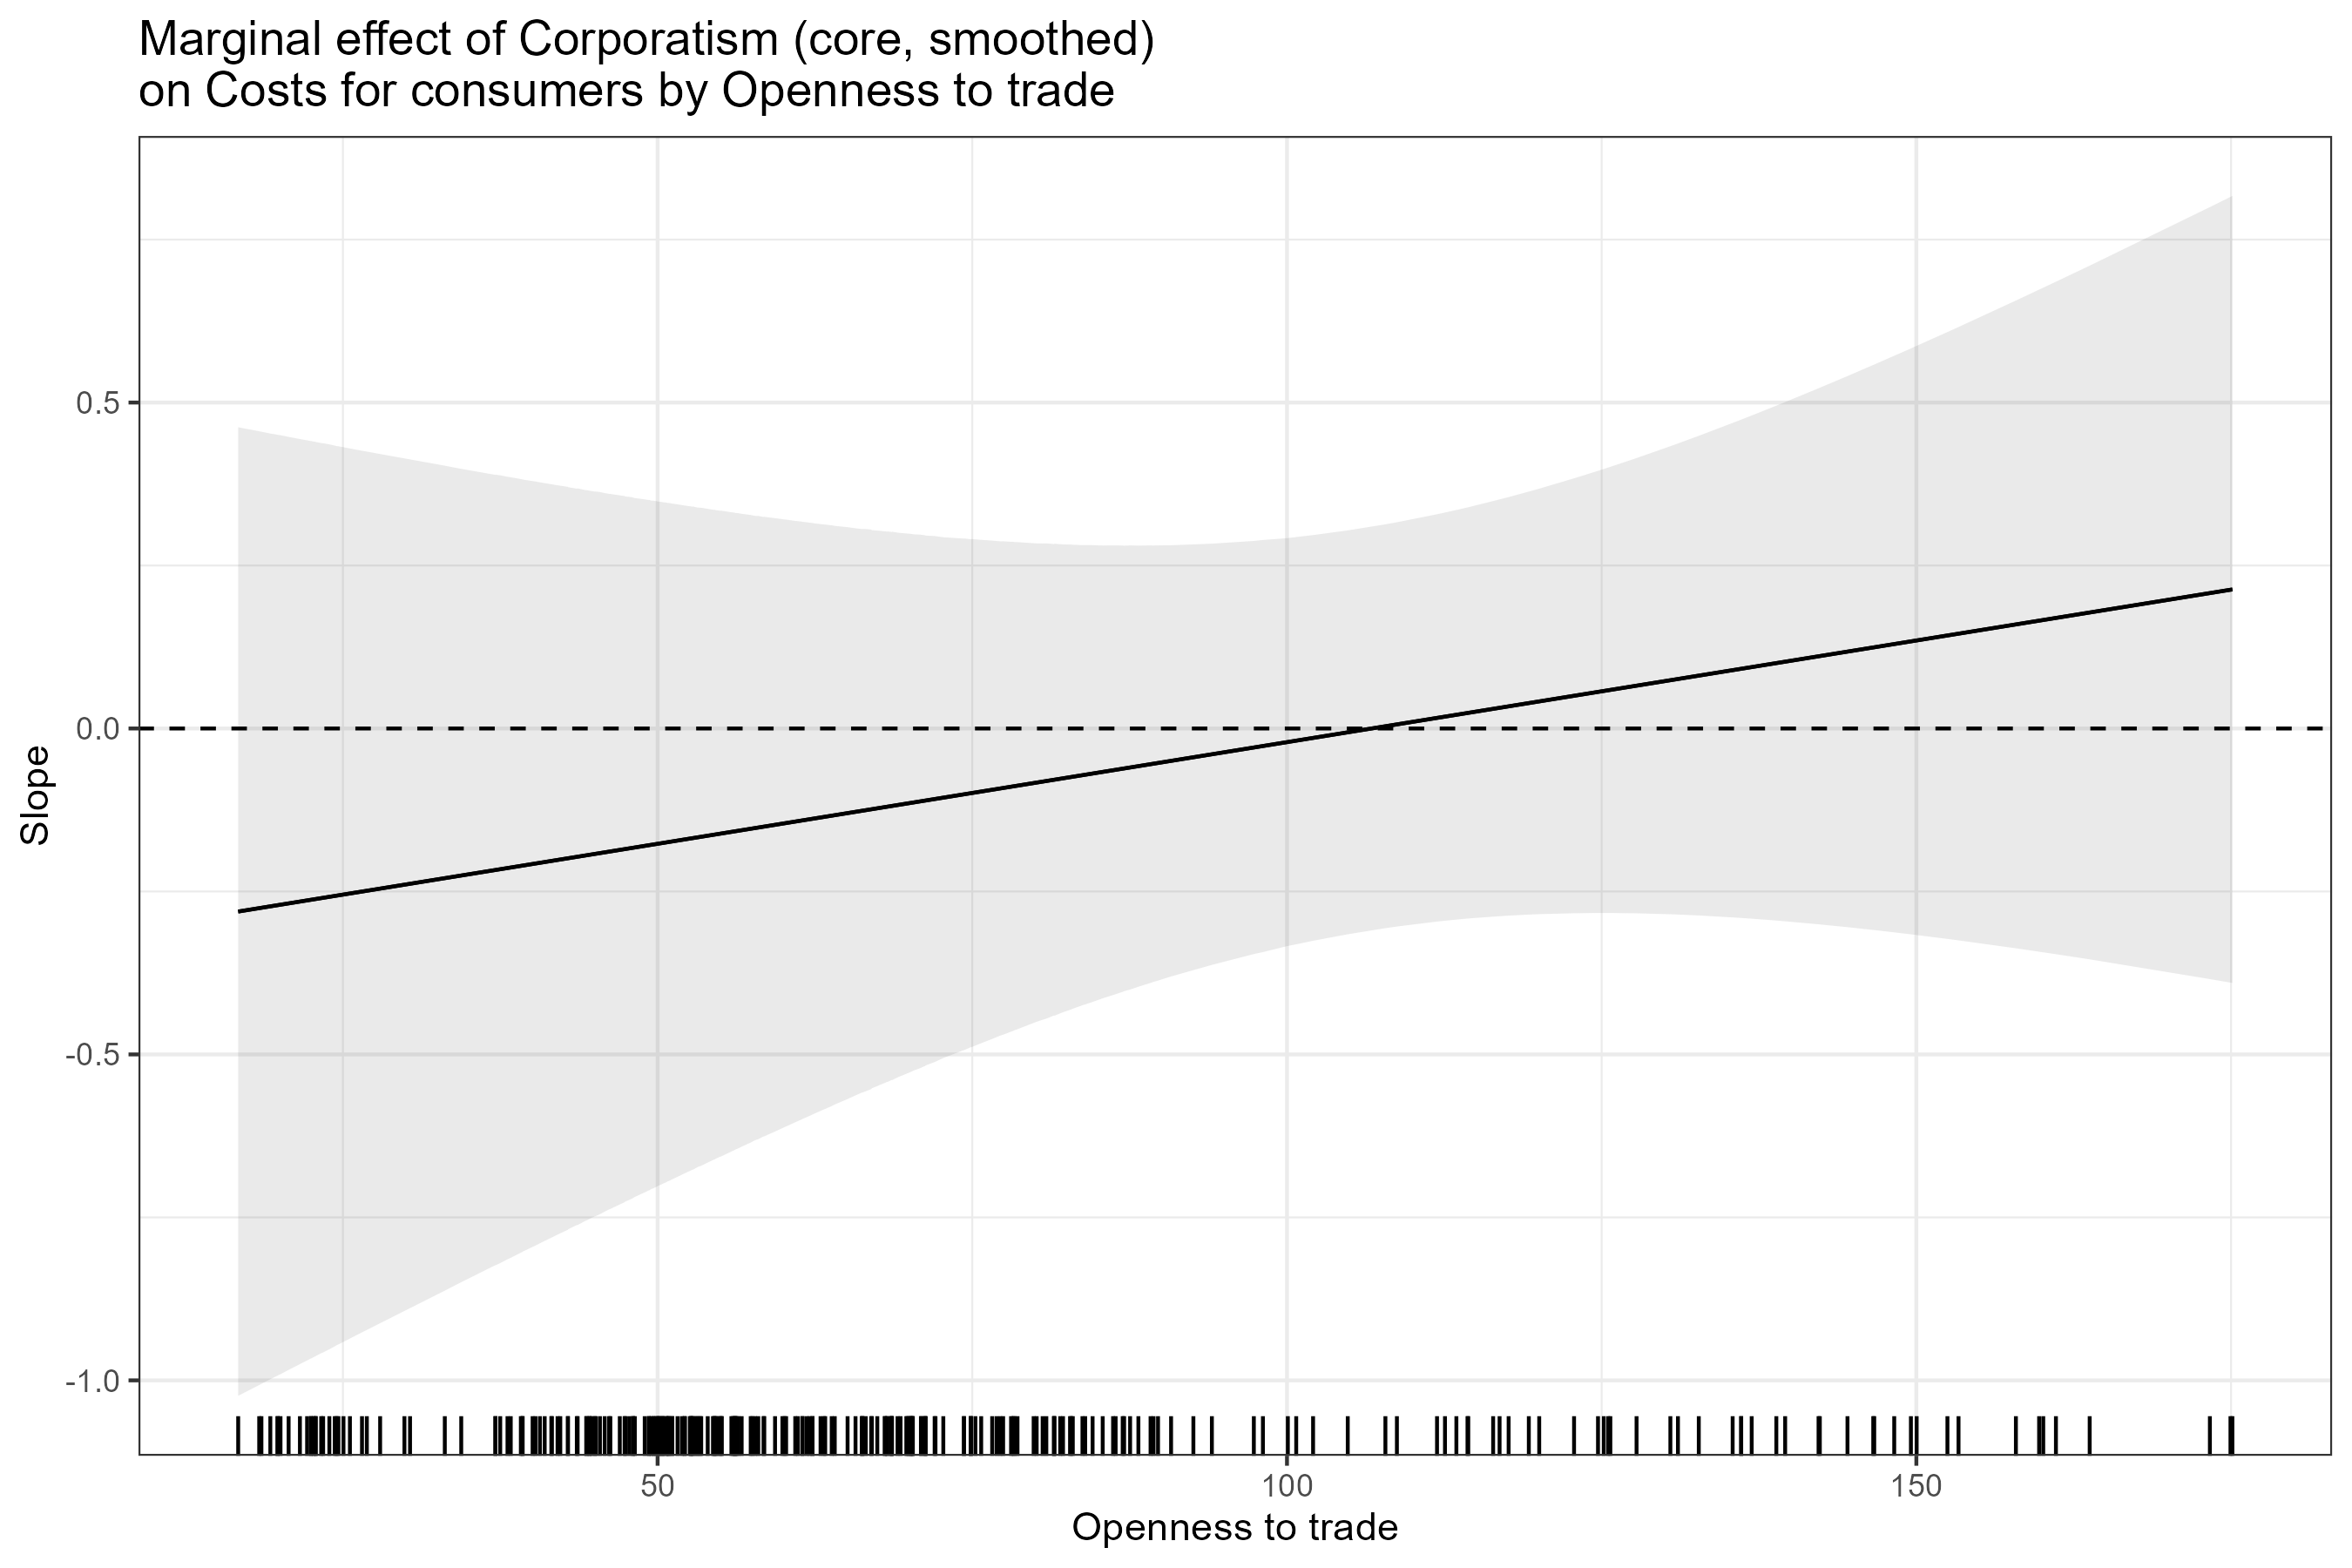 Marginal effect of Corporatism (core, smoothed)
on Costs for consumers by Openness to trade
0.5
0.0
-0.5
-1.0
Slope
50
100
150
Openness to trade